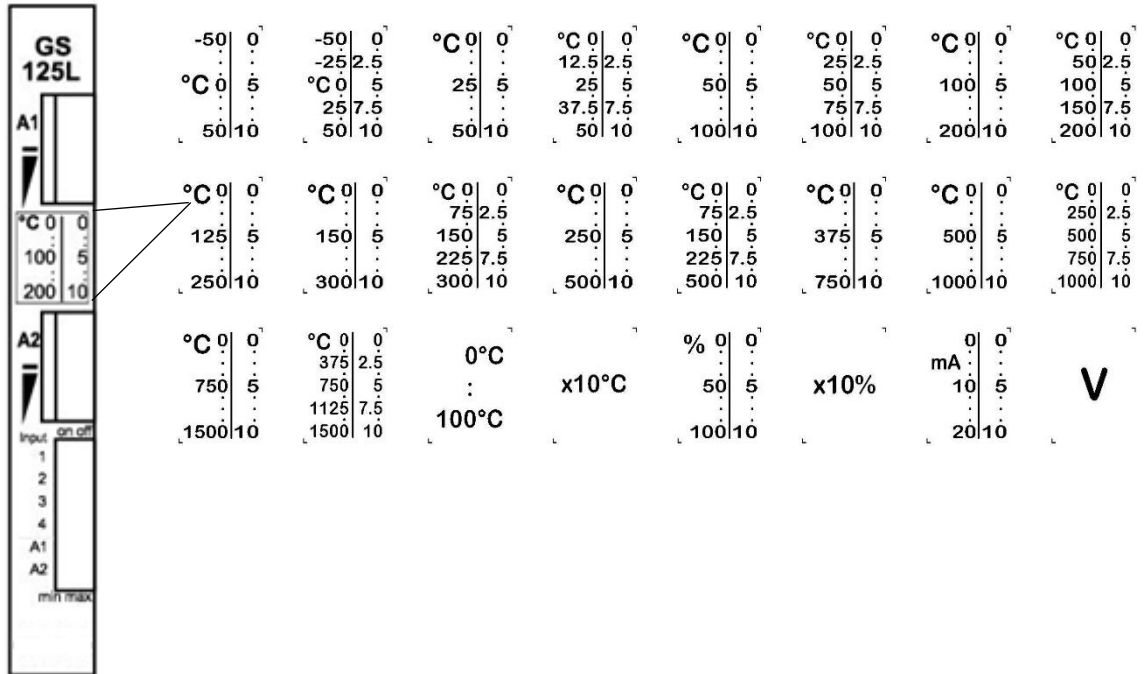 GS
125L
A1
°C 0 0
100 5
200 10
A2
Input on off
1
2
3
4
A1
A2
min max
-50 0
°C 0 5
50 10
-50 0
-25 2.5
°C 0 5
25 7.5
50 10
°C 0 0
25 5
50 10
°C 0 0
12.5 2.5
25 5
37.5 7.5
50 10
°C 0 0
50 5
100 10
°C 0 0
25 2.5
50 5
75 7.5
100 10
°C 0 0
100 5
200 10
°C 0 0
50 2.5
100 5
150 7.5
200 10
°C 0 0
125 5
250 10
°C 0 0
150 5
300 10
°C 0 0
75 2.5
150 5
225 7.5
300 10
°C 0 0
250 5
500 10
°C 0 0
75 2.5
150 5
225 7.5
500 10
°C 0 0
375 5
750 10
°C 0 0
500 5
1000 10
°C 0 0
250 2.5
500 5
750 7.5
1000 10
°C 0 0
750 5
1500 10
°C 0 0
375 2.5
750 5
1125 7.5
1500 10
0°C
:
100°C
x10°C
% 0 0
50 5
100 10
x10%
0 0
mA
10 5
20 10
V